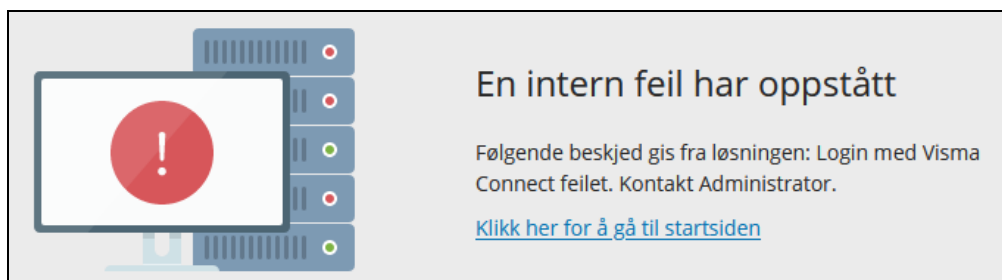 En intern feil har oppstått
Følgende beskjed gis fra løsningen: Login med Visma
Connect feilet. Kontakt Administrator.
Klikk her for å gå til startsiden